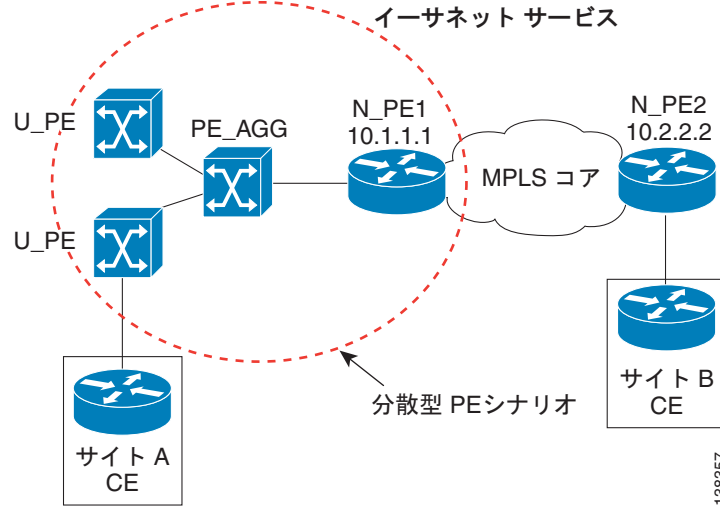 イーサネット サービス
U_PE
PE_AGG
N_PE1
10.1.1.1
N_PE2
10.2.2.2
MPLS コア
U_PE
分散型 PEシナリオ
サイト A
CE
サイト B
CE
138357